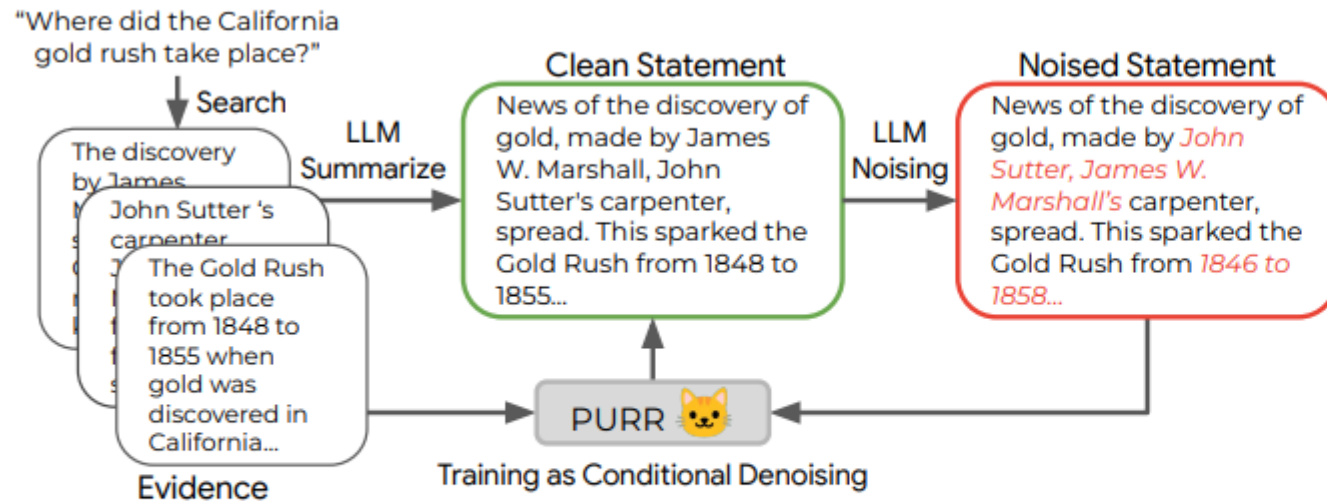 “Where did the California
gold rush take place?”
Search
The discovery
by James
John Sutter ‘s
carpenter
The Gold Rush
took place
from 1848 to
1855 when
gold was
discovered in
California...
Evidence
LLM
Summarize
Clean Statement
News of the discovery of
gold, made by James
W. Marshall, John
Sutter's carpenter,
spread. This sparked the
Gold Rush from 1848 to
1855...
LLM
Noising
Noised Statement
News of the discovery of
gold, made by John
Sutter, James W.
Marshall's carpenter,
spread. This sparked the
Gold Rush from 1846 to
1858...
PURR
Training as Conditional Denoising